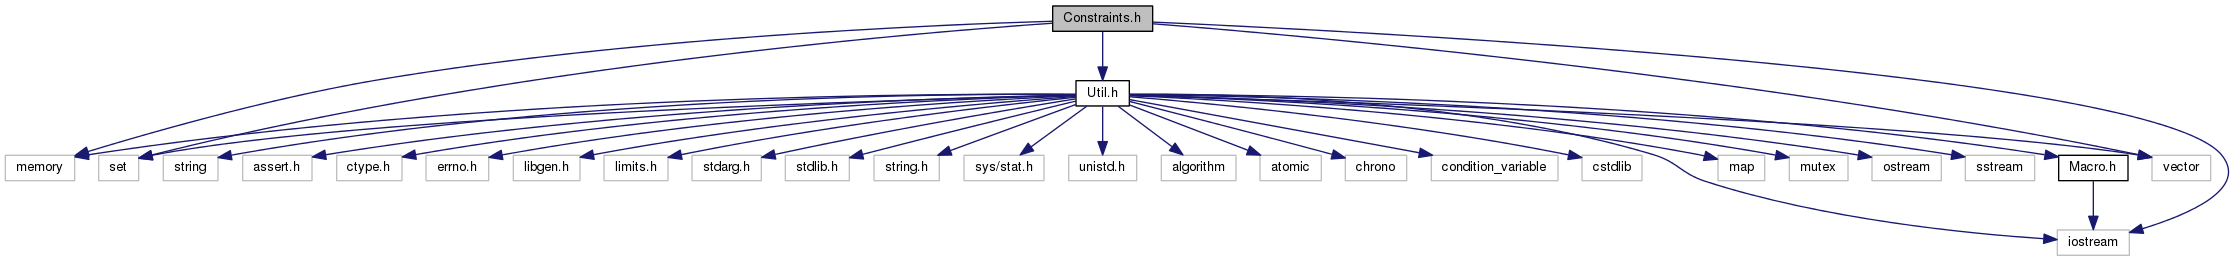 Constraints.h
Util.h
memory
set
string
assert.h
ctype.h
errno.h
libgen.h
limits.h
stdarg.h
stdlib.h
string.h
sys/stat.h
unistd.h
algorithm
atomic
chrono
condition_variable
cstdlib
map
mutex
ostream
sstream
Macro.h
vector
iostream